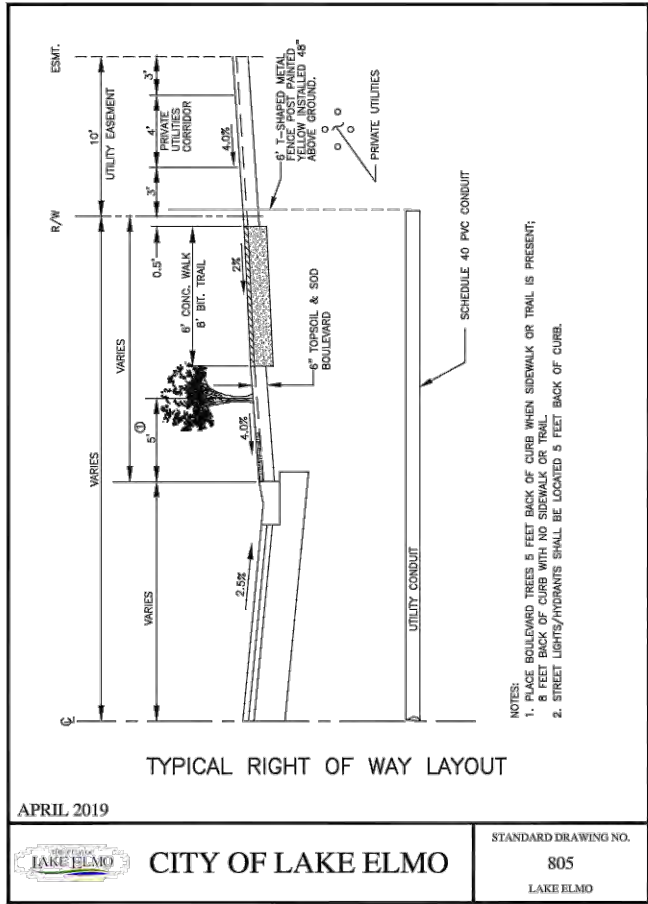 ESMT.
R/W
10'
UTILITY EASEMENT
3'
4'
PRIVATE
UTILITIES
CORRIDOR
3'
4.0%
6' T-SHAPED METAL
FENCE POST PAINTED
YELLOW INSTALLED 48"
ABOVE GROUND.
PRIVATE UTILITIES
VARIES
VARIES
VARIES
0.5'
6' CONC. WALK
8' BIT. TRAIL
2%
①
5'
4.0%
6" TOPSOIL & SOD
BOULEVARD
2.5%
SCHEDULE 40 PVC CONDUIT
UTILITY CONDUIT
℄
NOTES:
1. PLACE BOULEVARD TREES 5 FEET BACK OF CURB WHEN SIDEWALK OR TRAIL IS PRESENT;
8 FEET BACK OF CURB WITH NO SIDEWALK OR TRAIL.
2. STREET LIGHTS/HYDRANTS SHALL BE LOCATED 5 FEET BACK OF CURB.
TYPICAL RIGHT OF WAY LAYOUT
APRIL 2019
LAKE ELMO
CITY OF LAKE ELMO
STANDARD DRAWING NO.
805
LAKE ELMO